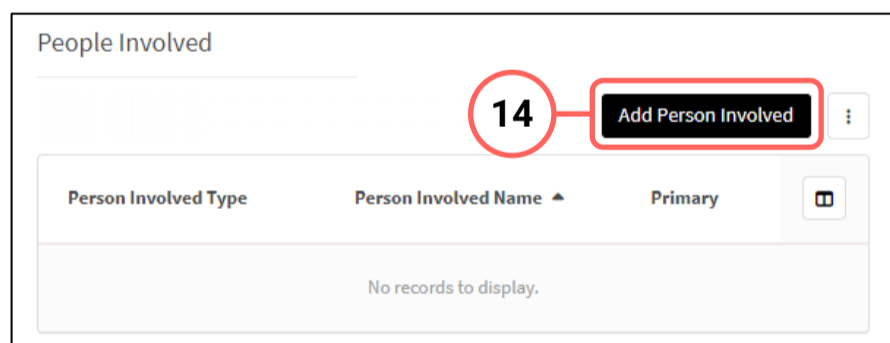 People Involved
14 Add Person Involved
Person Involved Type Person Involved Name Primary
No records to display.